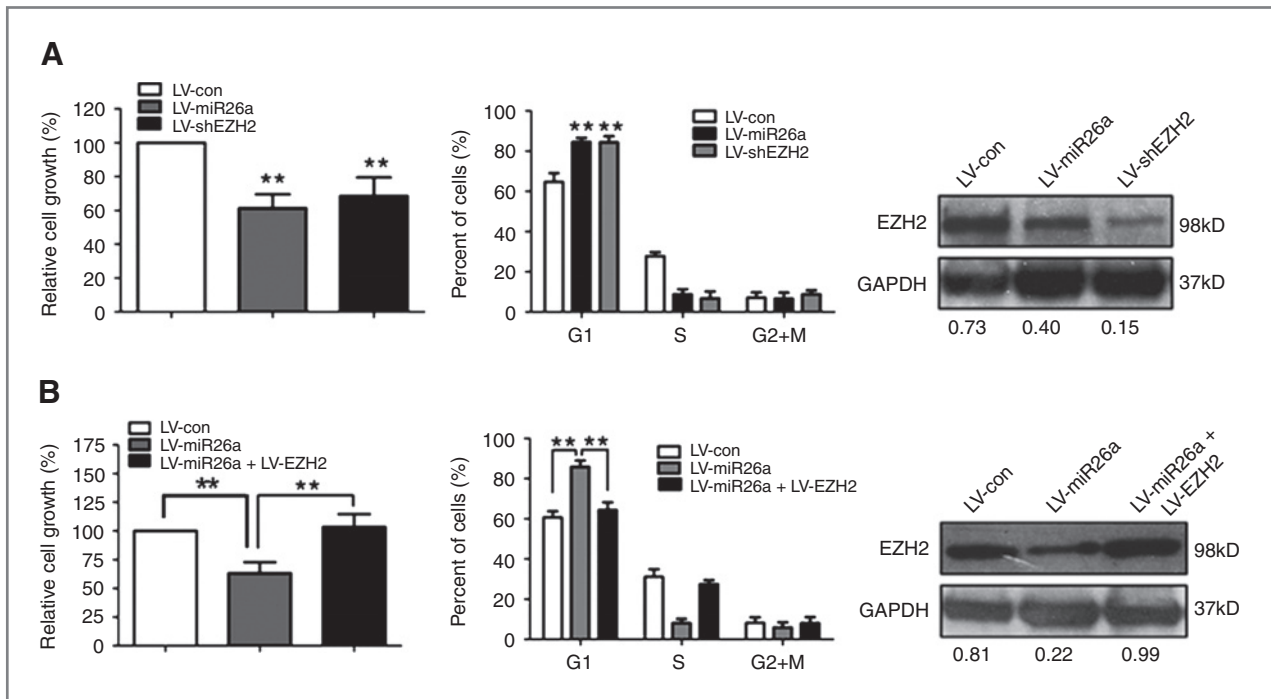 A
LV-con
LV-miR26a
LV-shEZH2
Relative cell growth (%)
120
100
80
60
40
20
0
** **
LV-con
LV-miR26a
LV-shEZH2
Percent of cells (%)
100
80
60
40
20
0
** **
G1 S G2+M
LV-con LV-miR26a LV-shEZH2
EZH2 98kD
GAPDH 37kD
0.73 0.40 0.15
B
LV-con
LV-miR26a
LV-miR26a + LV-EZH2
Relative cell growth (%)
175
150
125
100
75
50
25
0
** **
LV-con
LV-miR26a
LV-miR26a + LV-EZH2
Percent of cells (%)
100
80
60
40
20
0
** **
G1 S G2+M
LV-con LV-miR26a LV-miR26a +
LV-EZH2
EZH2 98kD
GAPDH 37kD
0.81 0.22 0.99